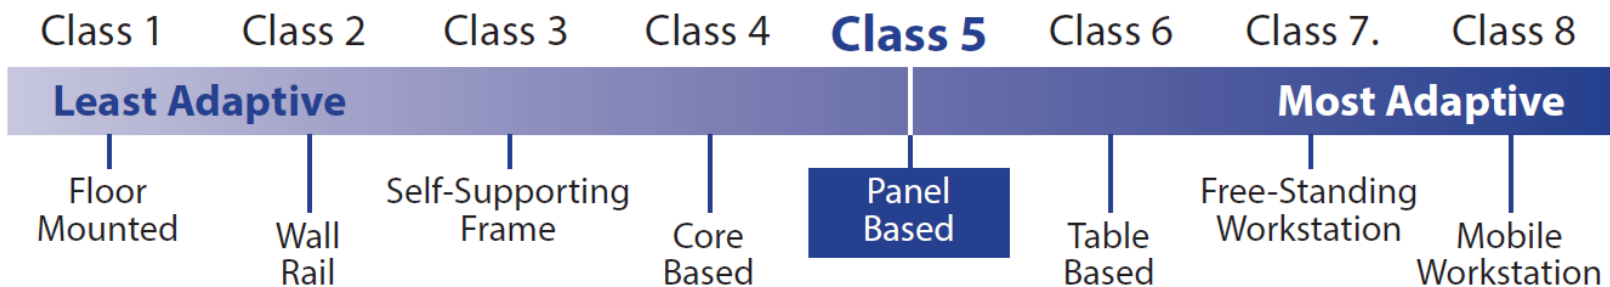 Class 1 Class 2 Class 3 Class 4 Class 5 Class 6 Class 7. Class 8
Least Adaptive Most Adaptive
Floor
Mounted
Wall
Rail
Self-Supporting
Frame
Core
Based
Panel
Based
Table
Based
Free-Standing
Workstation
Mobile
Workstation